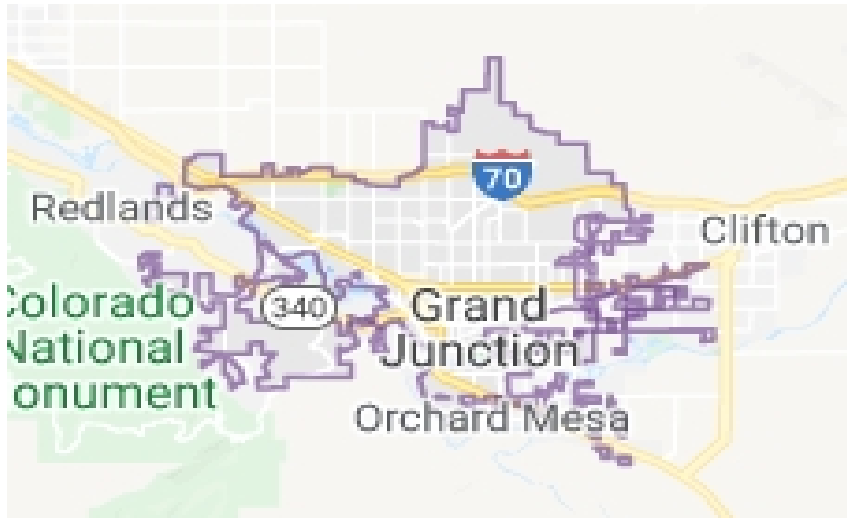 70
Redlands
Clifton
Colorado
National
onument
340
Grand
Junction
Orchard Mesa